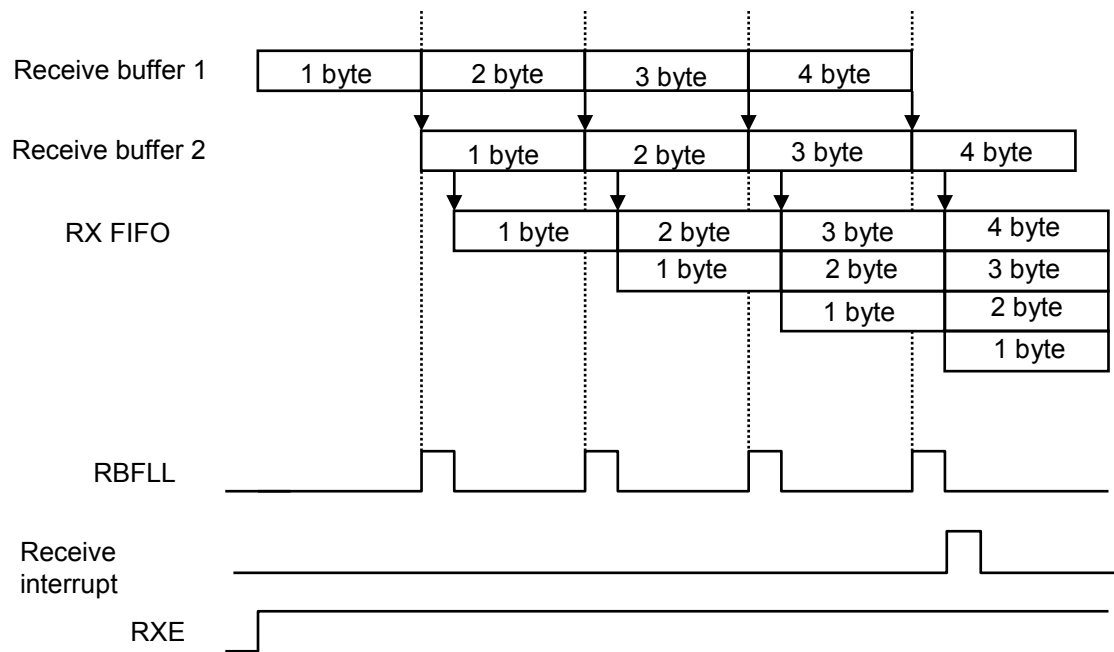 Receive buffer 1
1 byte 2 byte 3 byte 4 byte
Receive buffer 2
1 byte 2 byte 3 byte 4 byte
RX FIFO
1 byte 2 byte 3 byte 4 byte
1 byte 2 byte 3 byte
1 byte 2 byte
1 byte
RBFLL
Receive
interrupt
RXE